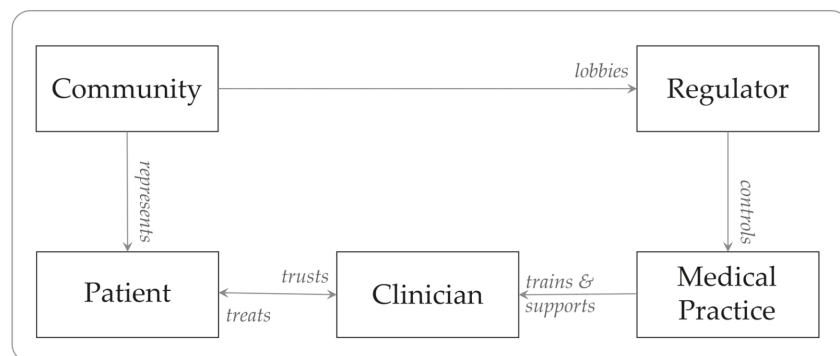 Community
lobbies
Regulator
represents
controls
Patient
trusts
treats
Clinician
trains &
supports
Medical
Practice